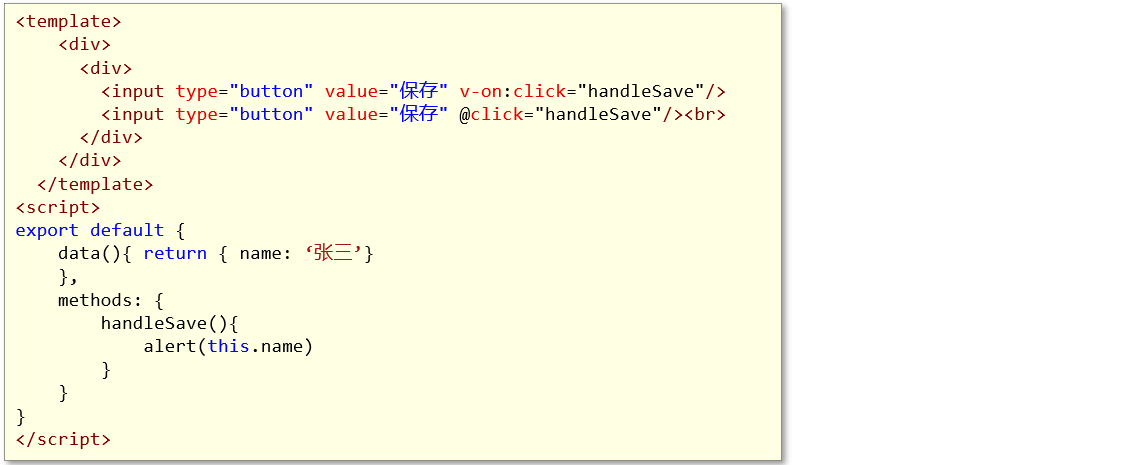 <template>
    <div>
      <div>
        <input type="button" value="保存" v-on:click="handleSave"/>
        <input type="button" value="保存" @click="handleSave"/><br>
      </div>
    </div>
  </template>
<script>
export default {
    data(){ return { name: ‘张三’}
    },
    methods: {
        handleSave(){
            alert(this.name)
        }
    }
}
</script>